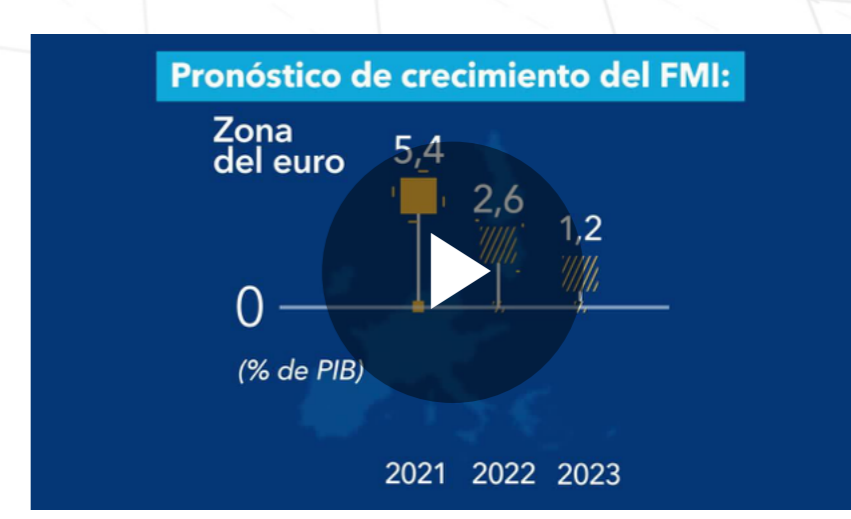 Pronóstico de crecimiento del FMI:
Zona
del euro
5,4
2,6
1,2
0
(% de PIB)
2021 2022 2023